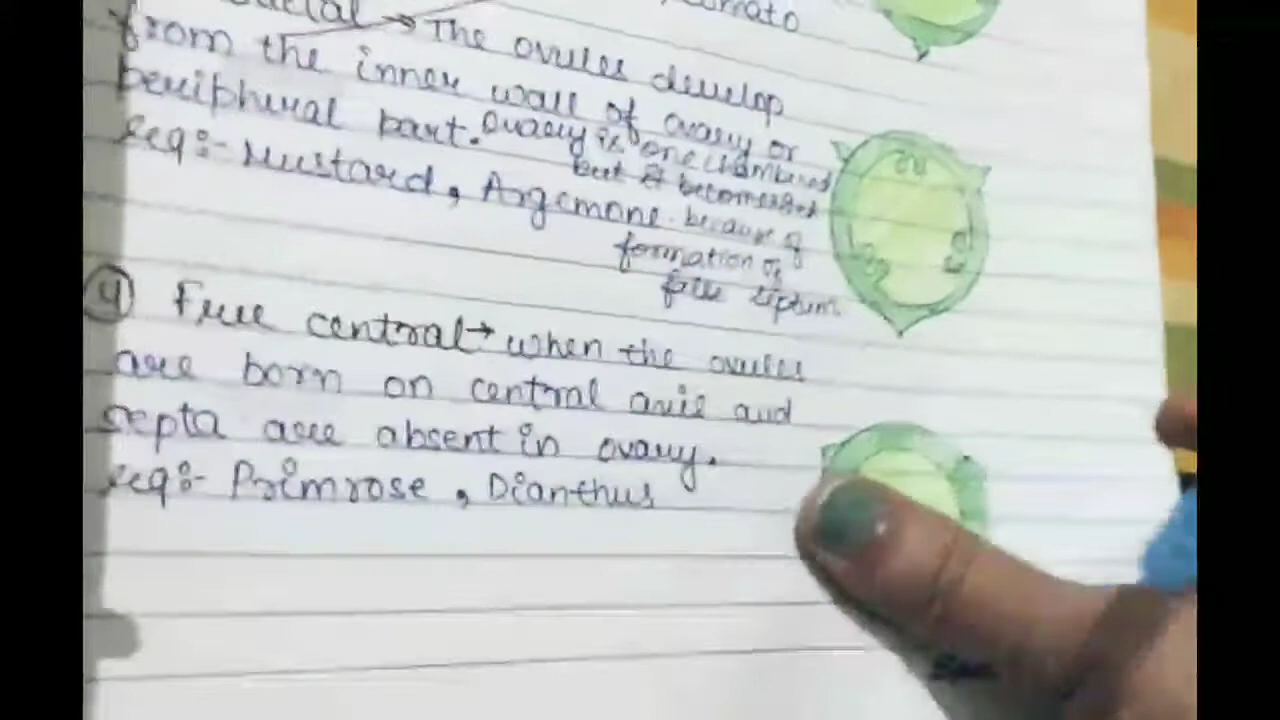 tomato
→ The ovules develop
from the inner wall of ovary or
peripheral part. Ovary is one chambered
but it becomes
eg:- Mustard, Argemone. because of
formation of
false septum.
④ Free central → when the ovules
are born on central axis and
septa are absent in ovary.
eg:- Primrose, Dianthus